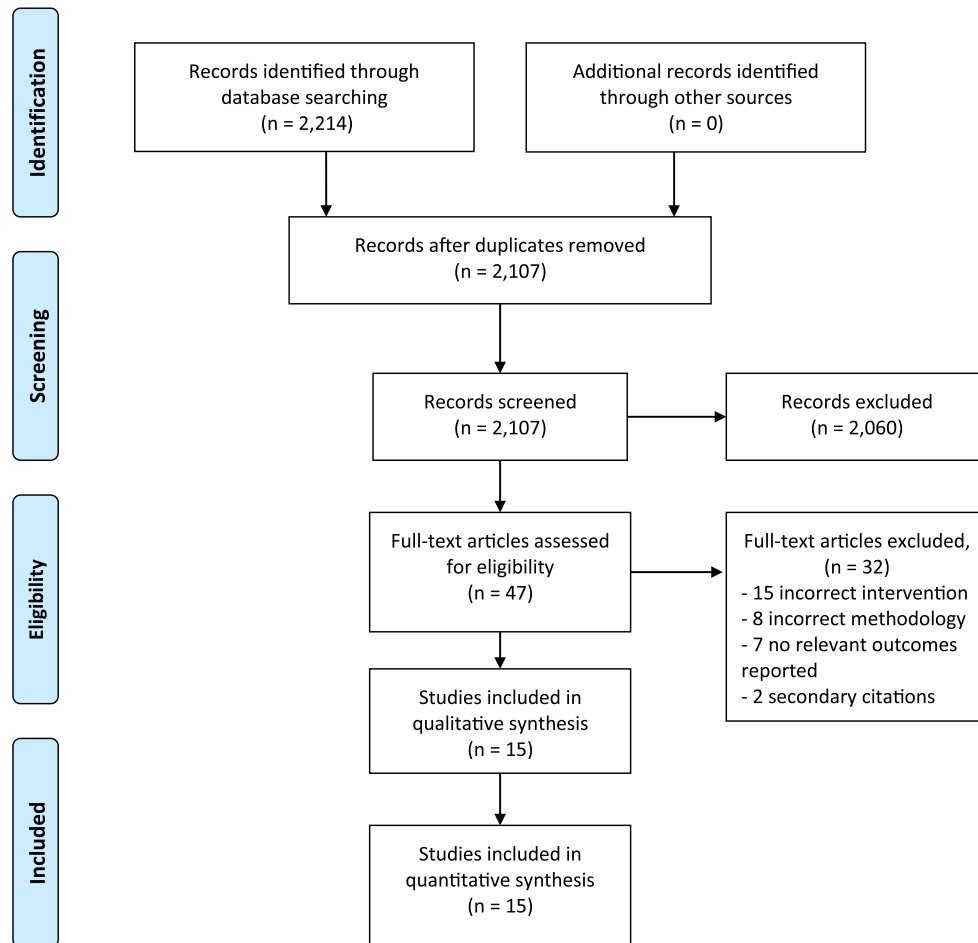 Identification
Records identified through
database searching
(n = 2,214)
Additional records identified
through other sources
(n = 0)
Records after duplicates removed
(n = 2,107)
Screening
Records screened
(n = 2,107)
Records excluded
(n = 2,060)
Eligibility
Full-text articles assessed
for eligibility
(n = 47)
Full-text articles excluded,
(n = 32)
- 15 incorrect intervention
- 8 incorrect methodology
- 7 no relevant outcomes
reported
- 2 secondary citations
Studies included in
qualitative synthesis
(n = 15)
Included
Studies included in
quantitative synthesis
(n = 15)